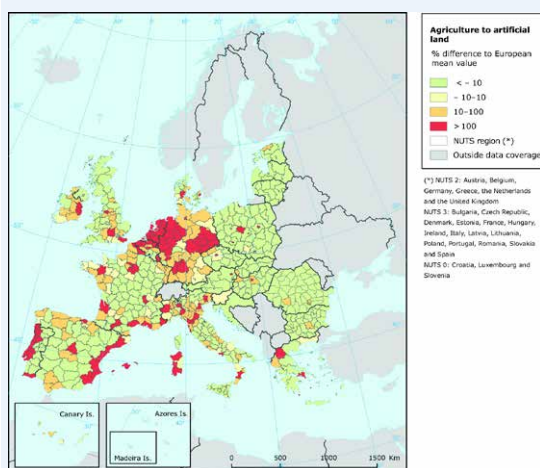 Agriculture to artificial
land
% difference to European
mean value
< – 10
– 10–10
10–100
> 100
NUTS region (*)
Outside data coverage
(*) NUTS 2: Austria, Belgium,
Germany, Greece, the Netherlands
and the United Kingdom
NUTS 3: Bulgaria, Czech Republic,
Denmark, Estonia, France, Hungary,
Ireland, Italy, Latvia, Lithuania,
Poland, Portugal, Romania, Slovakia
and Spain
NUTS 0: Croatia, Luxembourg and
Slovenia
Canary Is.
Azores Is.
Madeira Is.
0 500 1000 1500 Km